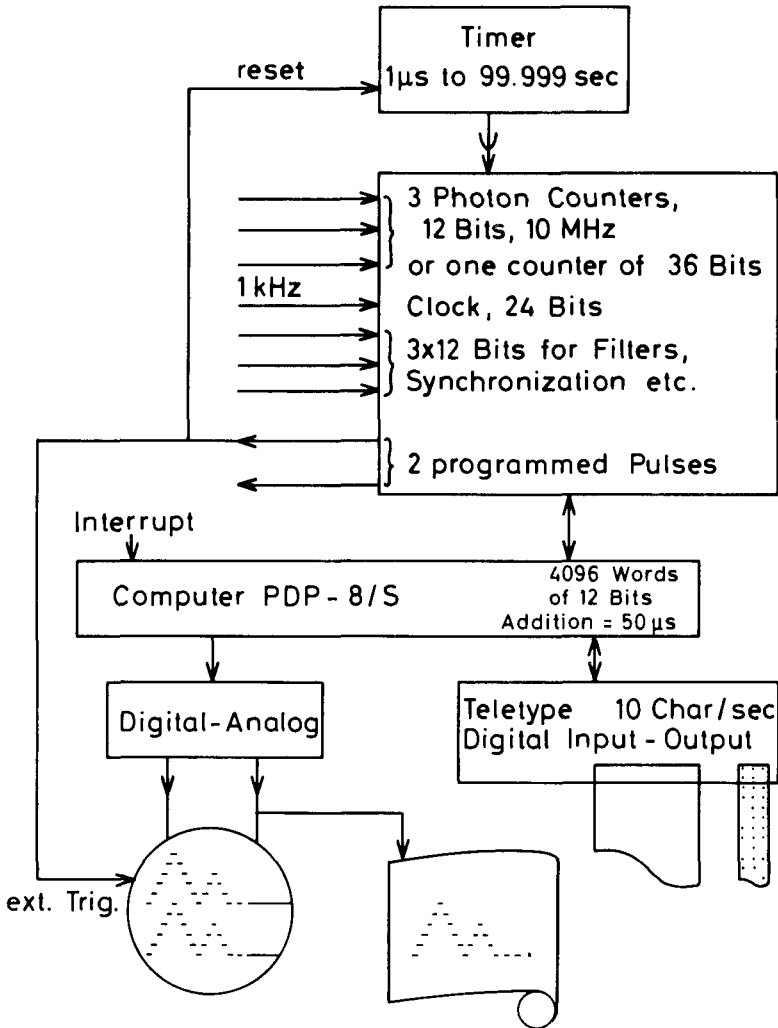 Timer
1μs to 99.999 sec
reset
3 Photon Counters,
12 Bits, 10 MHz
or one counter of 36 Bits
1 kHz
Clock, 24 Bits
3x12 Bits for Filters,
Synchronization etc.
2 programmed Pulses
Interrupt
Computer PDP - 8/S
4096 Words
of 12 Bits
Addition = 50 μs
Digital-Analog
Teletype 10 Char/sec
Digital Input - Output
ext. Trig.